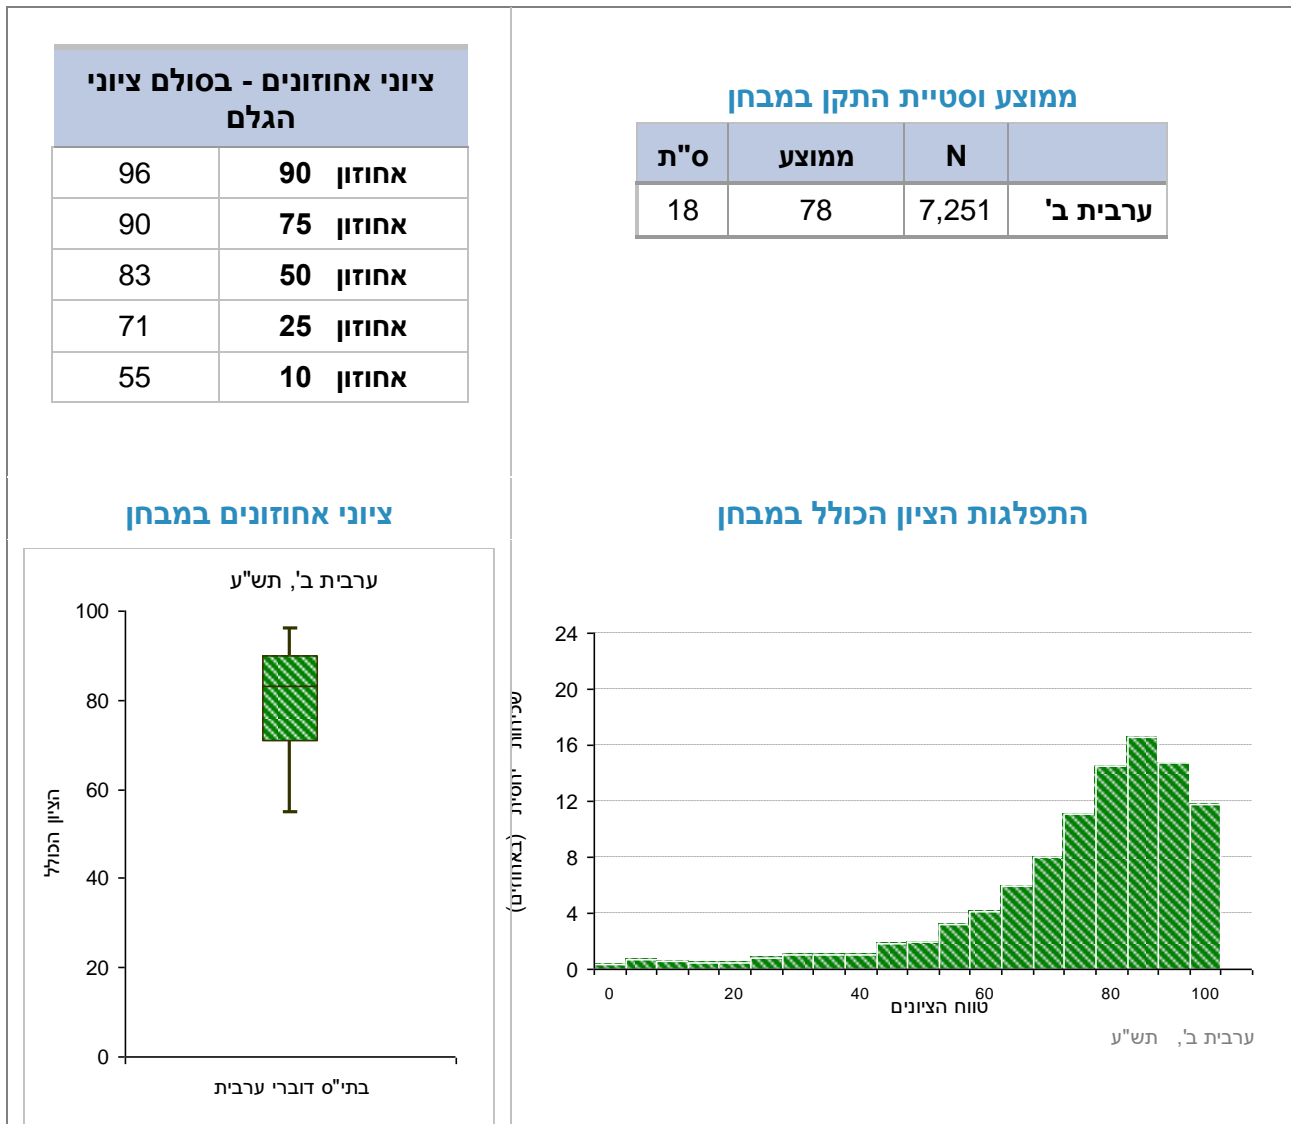 ציוני אחוזונים - בסולם ציוני
הגלם
אחוזון 90 96
אחוזון 75 90
אחוזון 50 83
אחוזון 25 71
אחוזון 10 55
ממוצע וסטיית התקן במבחן
N ממוצע ס"ת
ערבית ב' 7,251 78 18
התפלגות הציון הכולל במבחן
24
20
16
12
8
4
0
שכיחות יחסית (באחוזים)
0 20 40 60 80 100
טווח הציונים
ערבית ב', תש"ע
ציוני אחוזונים במבחן
ערבית ב', תש"ע
100
80
60
40
20
0
הציון הכולל
בתי"ס דוברי ערבית